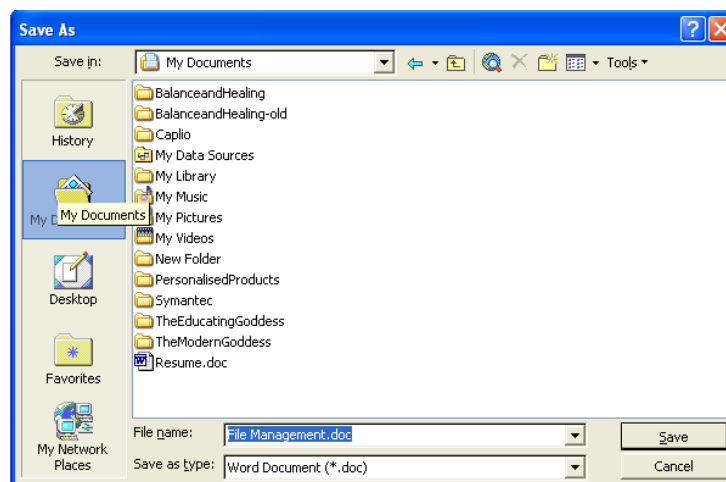 Save As
Save in:
My Documents
Tools
History
My Documents
Desktop
Favorites
My Network
Places
BalanceandHealing
BalanceandHealing-old
Caplio
My Data Sources
My Library
My Music
My Pictures
My Videos
New Folder
PersonalisedProducts
Symantec
TheEducatingGoddess
TheModernGoddess
Resume.doc
File name:
File Management.doc
Save
Save as type:
Word Document (*.doc)
Cancel